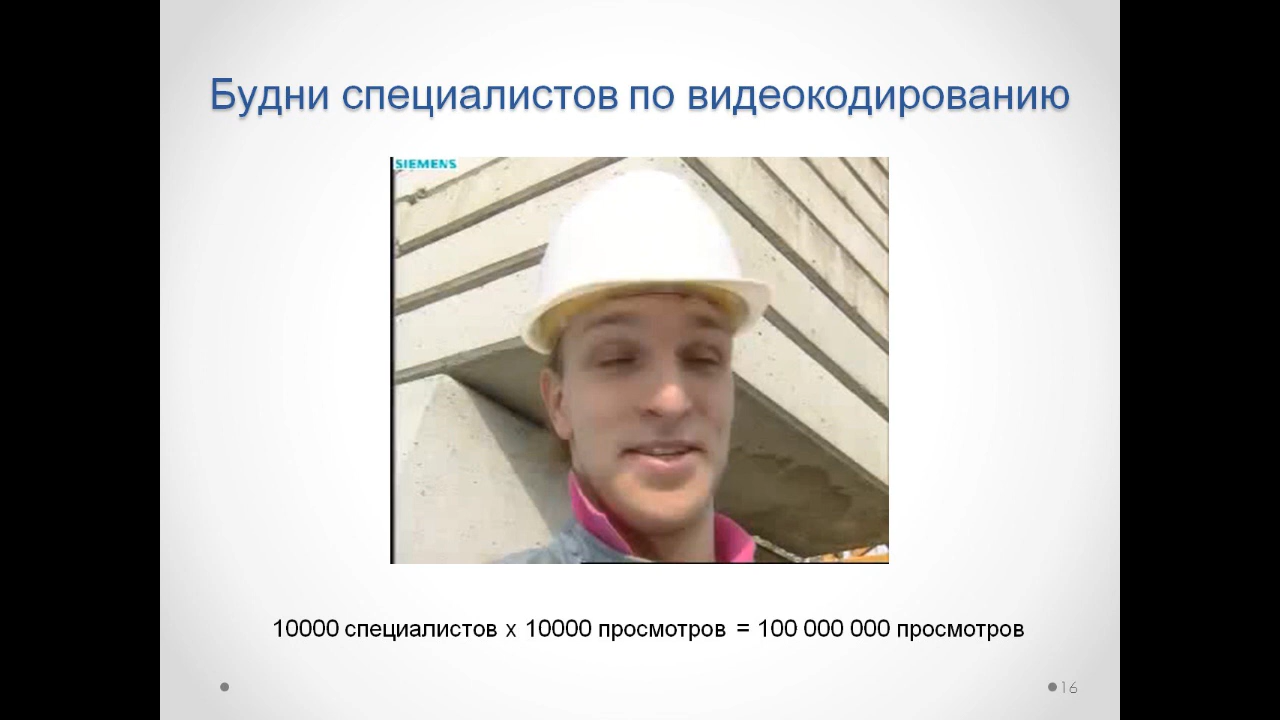 Будни специалистов по видеокодированию
SIEMENS
10000 специалистов x 10000 просмотров = 100 000 000 просмотров
16